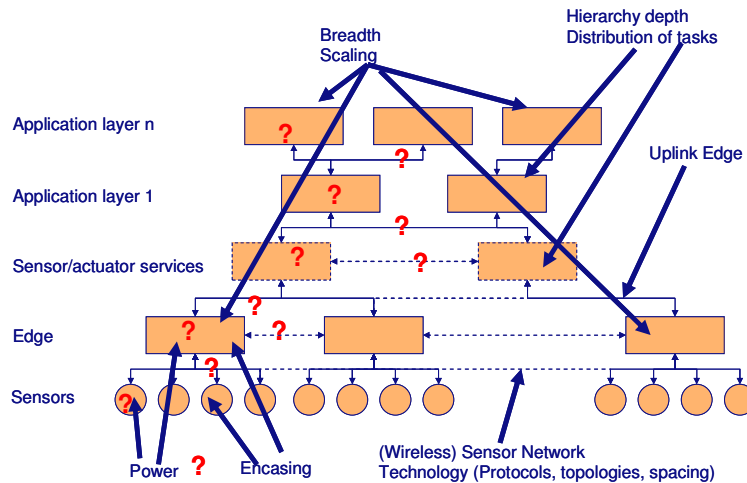 Hierarchy depth
Distribution of tasks
Breadth
Scaling
Application layer n
?
?
Uplink Edge
Application layer 1
?
?
Sensor/actuator services
?
?
?
Edge
?
?
?
Sensors
?
Power ?
Encasing
(Wireless) Sensor Network
Technology (Protocols, topologies, spacing)